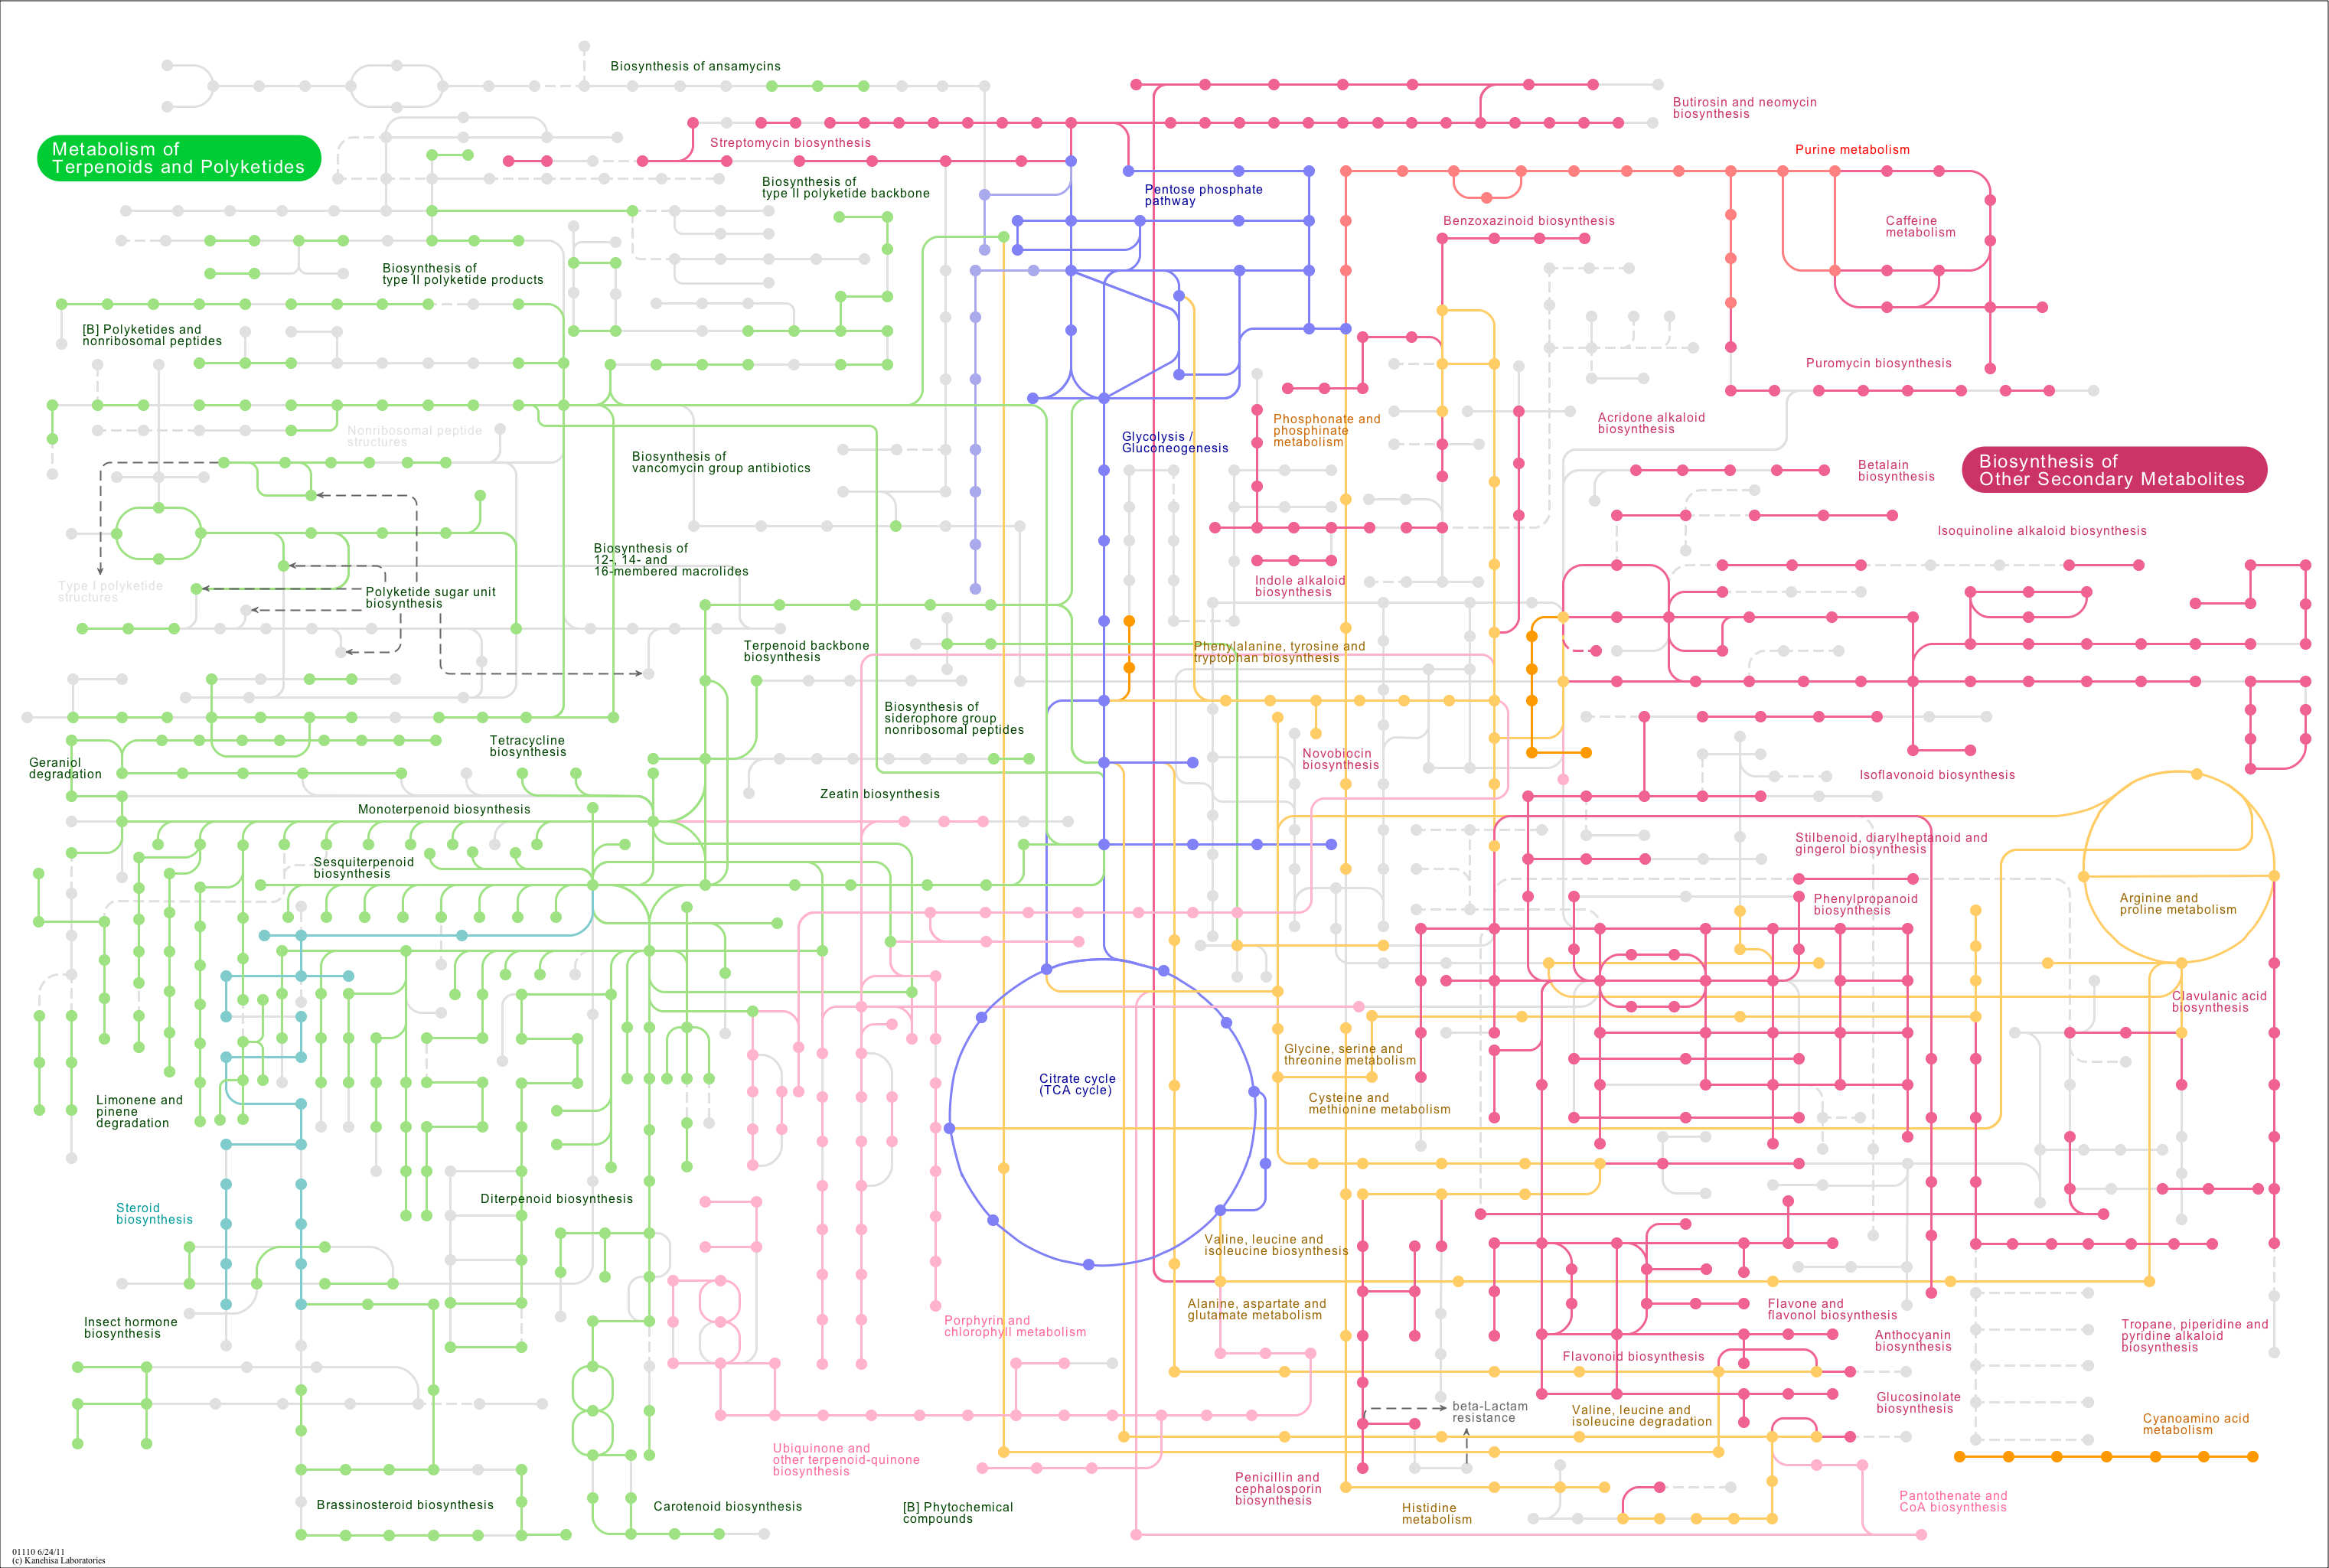 Biosynthesis of ansamycins
Butirosin and neomycin
biosynthesis
Metabolism of
Terpenoids and Polyketides
Streptomycin biosynthesis
Purine metabolism
Biosynthesis of
type II polyketide backbone
Pentose phosphate
pathway
Benzoxazinoid biosynthesis
Caffeine
metabolism
Biosynthesis of
type II polyketide products
[B] Polyketides and
nonribosomal peptides
Puromycin biosynthesis
Phosphonate and
phosphinate
metabolism
Acridone alkaloid
biosynthesis
Nonribosomal peptide
structures
Glycolysis /
Gluconeogenesis
Biosynthesis of
vancomycin group antibiotics
Betalain
biosynthesis
Biosynthesis of
Other Secondary Metabolites
Isoquinoline alkaloid biosynthesis
Biosynthesis of
12-, 14- and
16-membered macrolides
Type I polyketide
structures
Polyketide sugar unit
biosynthesis
Indole alkaloid
biosynthesis
Terpenoid backbone
biosynthesis
Phenylalanine, tyrosine and
tryptophan biosynthesis
Biosynthesis of
siderophore group
nonribosomal peptides
Tetracycline
biosynthesis
Novobiocin
biosynthesis
Geraniol
degradation
Isoflavonoid biosynthesis
Zeatin biosynthesis
Monoterpenoid biosynthesis
Stilbenoid, diarylheptanoid and
gingerol biosynthesis
Sesquiterpenoid
biosynthesis
Phenylpropanoid
biosynthesis
Arginine and
proline metabolism
Clavulanic acid
biosynthesis
Glycine, serine and
threonine metabolism
Citrate cycle
(TCA cycle)
Limonene and
pinene
degradation
Cysteine and
methionine metabolism
Diterpenoid biosynthesis
Steroid
biosynthesis
Valine, leucine and
isoleucine biosynthesis
Alanine, aspartate and
glutamate metabolism
Flavone and
flavonol biosynthesis
Insect hormone
biosynthesis
Porphyrin and
chlorophyll metabolism
Anthocyanin
biosynthesis
Tropane, piperidine and
pyridine alkaloid
biosynthesis
Flavonoid biosynthesis
Glucosinolate
biosynthesis
beta-Lactam
resistance
Valine, leucine and
isoleucine degradation
Cyanoamino acid
metabolism
Ubiquinone and
other terpenoid-quinone
biosynthesis
Penicillin and
cephalosporin
biosynthesis
Pantothenate and
CoA biosynthesis
Brassinosteroid biosynthesis
Carotenoid biosynthesis
[B] Phytochemical
compounds
Histidine
metabolism
01110 6/24/11
(c) Kanehisa Laboratories